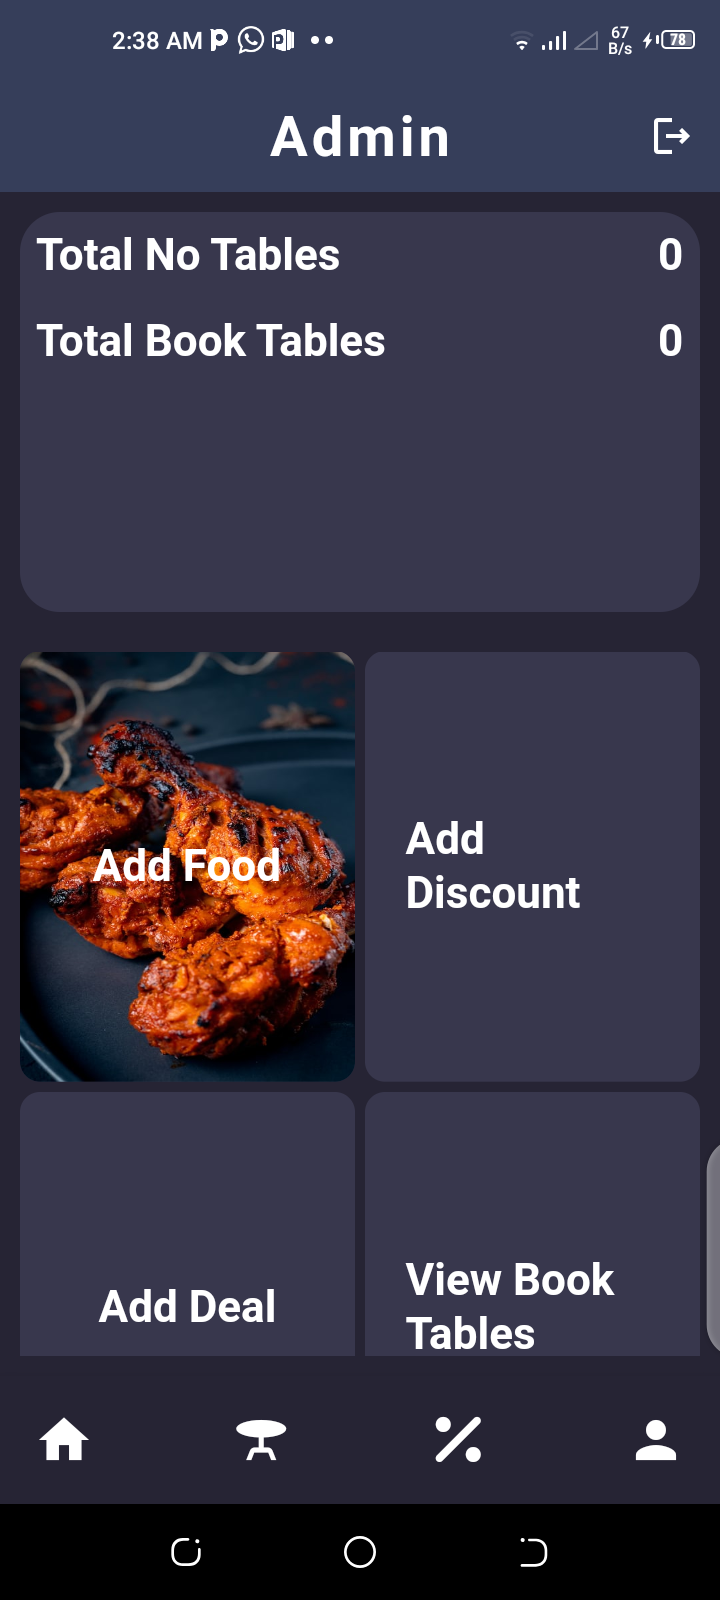 2:38 AM
67
B/s
78
Admin
Total No Tables 0
Total Book Tables 0
Add Food
Add
Discount
Add Deal
View Book
Tables